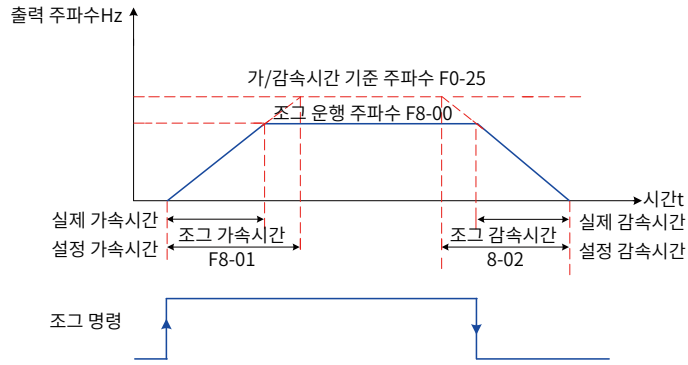 출력 주파수Hz
가/감속시간 기준 주파수 F0-25
조그 운행 주파수 F8-00
시간t
실제 가속시간
실제 감속시간
설정 가속시간
조그 가속시간
F8-01
조그 감속시간
8-02
설정 감속시간
조그 명령